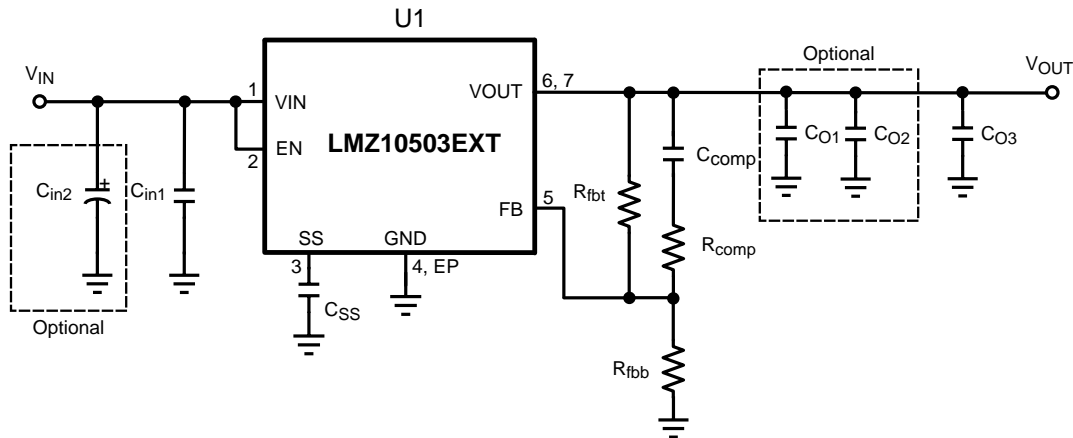 U1
Optional
VIN
VOUT
1
VIN
VOUT
6, 7
EN
2
LMZ10503EXT
Cin2
+
Cin1
CO1
CO2
CO3
Ccomp
Rfbt
FB
5
Rcomp
SS
GND
3
4, EP
CSS
Optional
Rfbb